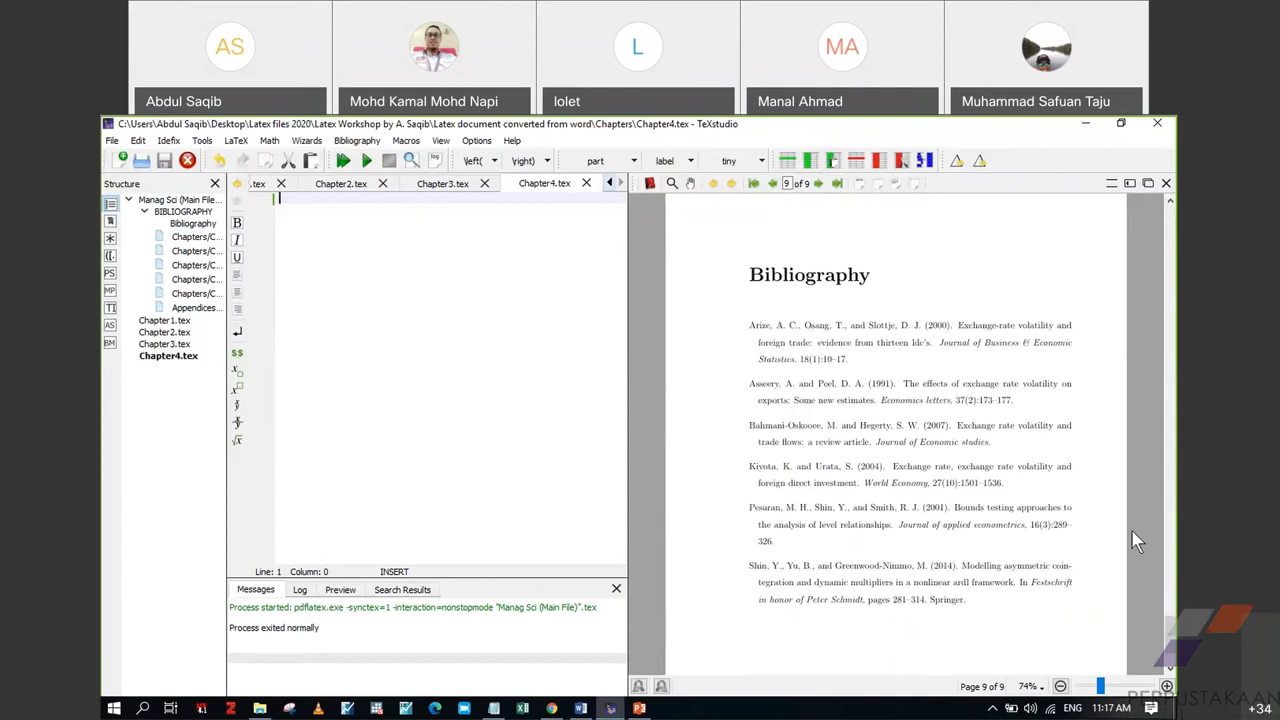 AS
L
MA
Abdul Saqib
Mohd Kamal Mohd Napi
lolet
Manal Ahmad
Muhammad Safuan Taju
C:\Users\Abdul Saqib\Desktop\Latex files 2020\Latex Workshop by A. Saqib\Latex document converted from word\Chapters\Chapter4.tex - TeXstudio
File Edit Idefix Tools LaTeX Math Wizards Bibliography Macros View Options Help
\left( \right) part label tiny
Structure
.tex Chapter2.tex Chapter3.tex Chapter4.tex
9 of 9
Manag Sci (Main File...
BIBLIOGRAPHY
Bibliography
Chapters/C...
Chapters/C...
Chapters/C...
Chapters/C...
Chapters/C...
Appendices...
Chapter1.tex
Chapter2.tex
Chapter3.tex
Chapter4.tex
PS
MP
TI
AS
BM
B
I
U
$$
Bibliography
Arize, A. C., Osang, T., and Slottje, D. J. (2000). Exchange-rate volatility and
foreign trade: evidence from thirteen ldc's. Journal of Business & Economic
Statistics, 18(1):10–17.
Asseery, A. and Peel, D. A. (1991). The effects of exchange rate volatility on
exports: Some new estimates. Economics letters, 37(2):173–177.
Bahmani-Oskooee, M. and Hegerty, S. W. (2007). Exchange rate volatility and
trade flows: a review article. Journal of Economic studies.
Kiyota, K. and Urata, S. (2004). Exchange rate, exchange rate volatility and
foreign direct investment. World Economy, 27(10):1501–1536.
Pesaran, M. H., Shin, Y., and Smith, R. J. (2001). Bounds testing approaches to
the analysis of level relationships. Journal of applied econometrics, 16(3):289–
326.
Shin, Y., Yu, B., and Greenwood-Nimmo, M. (2014). Modelling asymmetric coin-
tegration and dynamic multipliers in a nonlinear ardl framework. In Festschrift
in honor of Peter Schmidt, pages 281–314. Springer.
Line: 1 Column: 0 INSERT
Messages Log Preview Search Results
Process started: pdflatex.exe -synctex=1 -interaction=nonstopmode "Manag Sci (Main File)".tex
Process exited normally
Page 9 of 9 74%
ENG 11:17 AM
PERPUSTAKAAN
+34